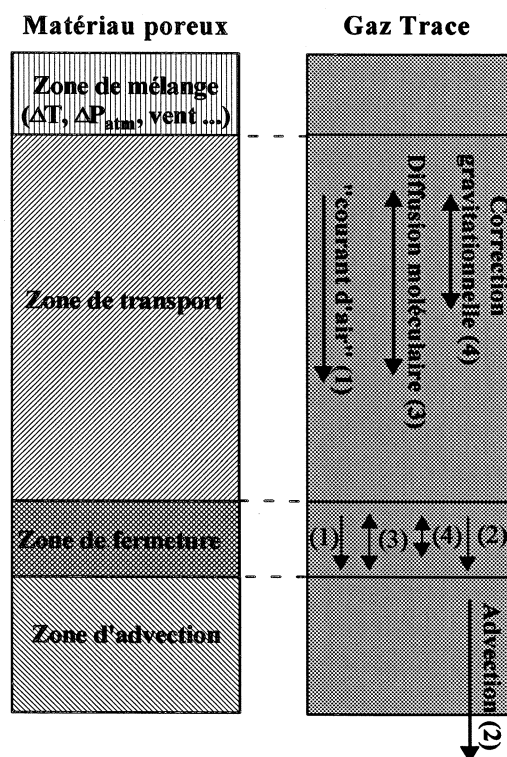 Matériau poreux
Gaz Trace
Zone de mélange
(ΔT, ΔPatm, vent ...)
Zone de transport
Zone de fermeture
Zone d'advection
"courant d'air" (1)
Diffusion moléculaire (3)
Correction
gravitationnelle (4)
(1) (3) (4) (2)
Advection (2)